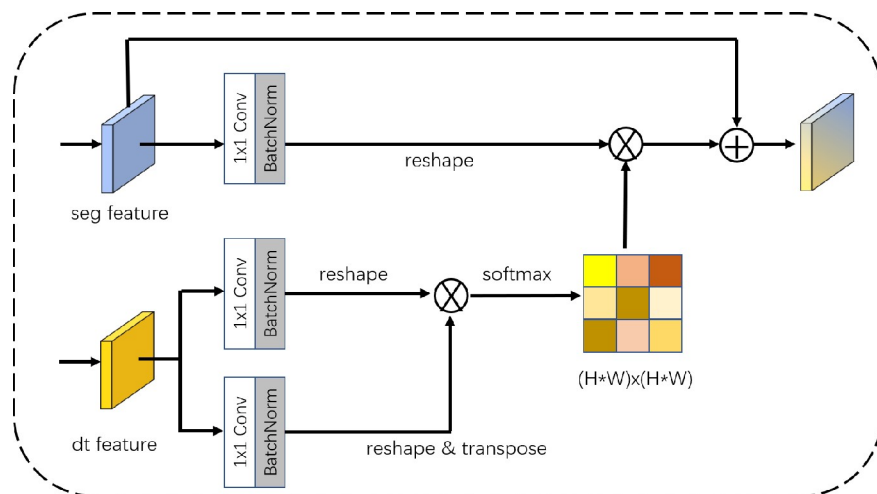 1x1 Conv
BatchNorm
reshape
seg feature
1x1 Conv
BatchNorm
reshape
softmax
(H*W)x(H*W)
dt feature
1x1 Conv
BatchNorm
reshape & transpose